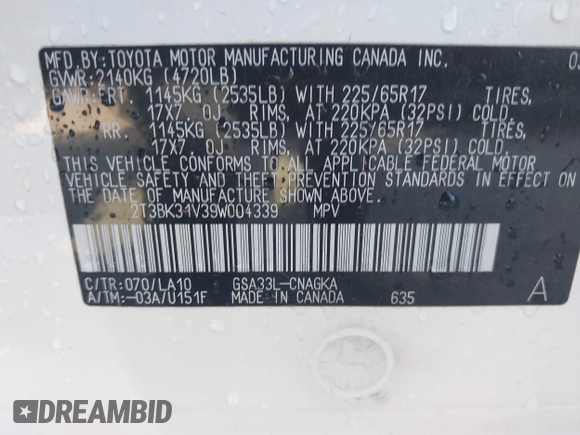 MFD.BY:TOYOTA MOTOR MANUFACTURING CANADA INC. 03
GVWR:2140KG (4720LB)
GAWR:FRT. 1145KG (2535LB) WITH 225/65R17 TIRES,
17X7.0J RIMS, AT 220KPA (32PSI) COLD.
RR. 1145KG (2535LB) WITH 225/65R17 TIRES,
17X7.0J RIMS, AT 220KPA (32PSI) COLD.
THIS VEHICLE CONFORMS TO ALL APPLICABLE FEDERAL MOTOR
VEHICLE SAFETY AND THEFT PREVENTION STANDARDS IN EFFECT ON
THE DATE OF MANUFACTURE SHOWN ABOVE.
2T3BK31V39W004339 MPV
C/TR:070/LA10 GSA33L-CNAGKA
A/TM:-03A/U151F MADE IN CANADA 635 A
DREAMBID